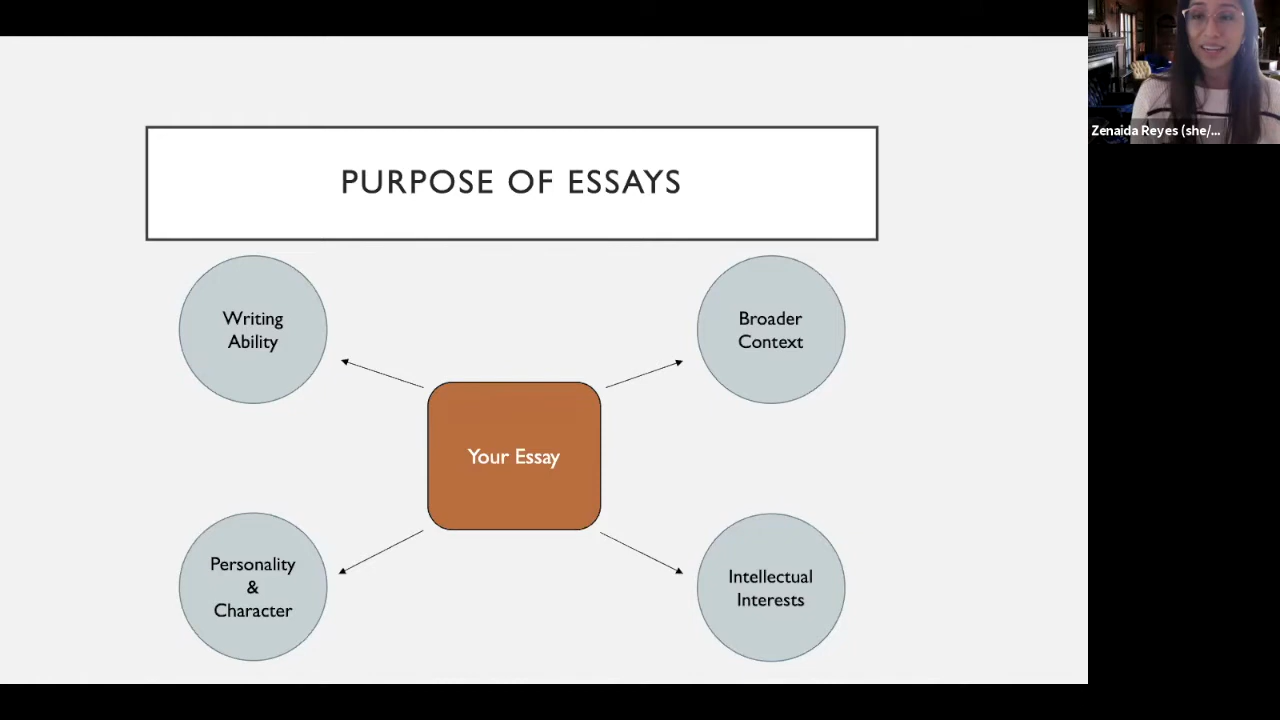 PURPOSE OF ESSAYS
Writing
Ability
Broader
Context
Your Essay
Personality
&
Character
Intellectual
Interests
Zenaida Reyes (she/...